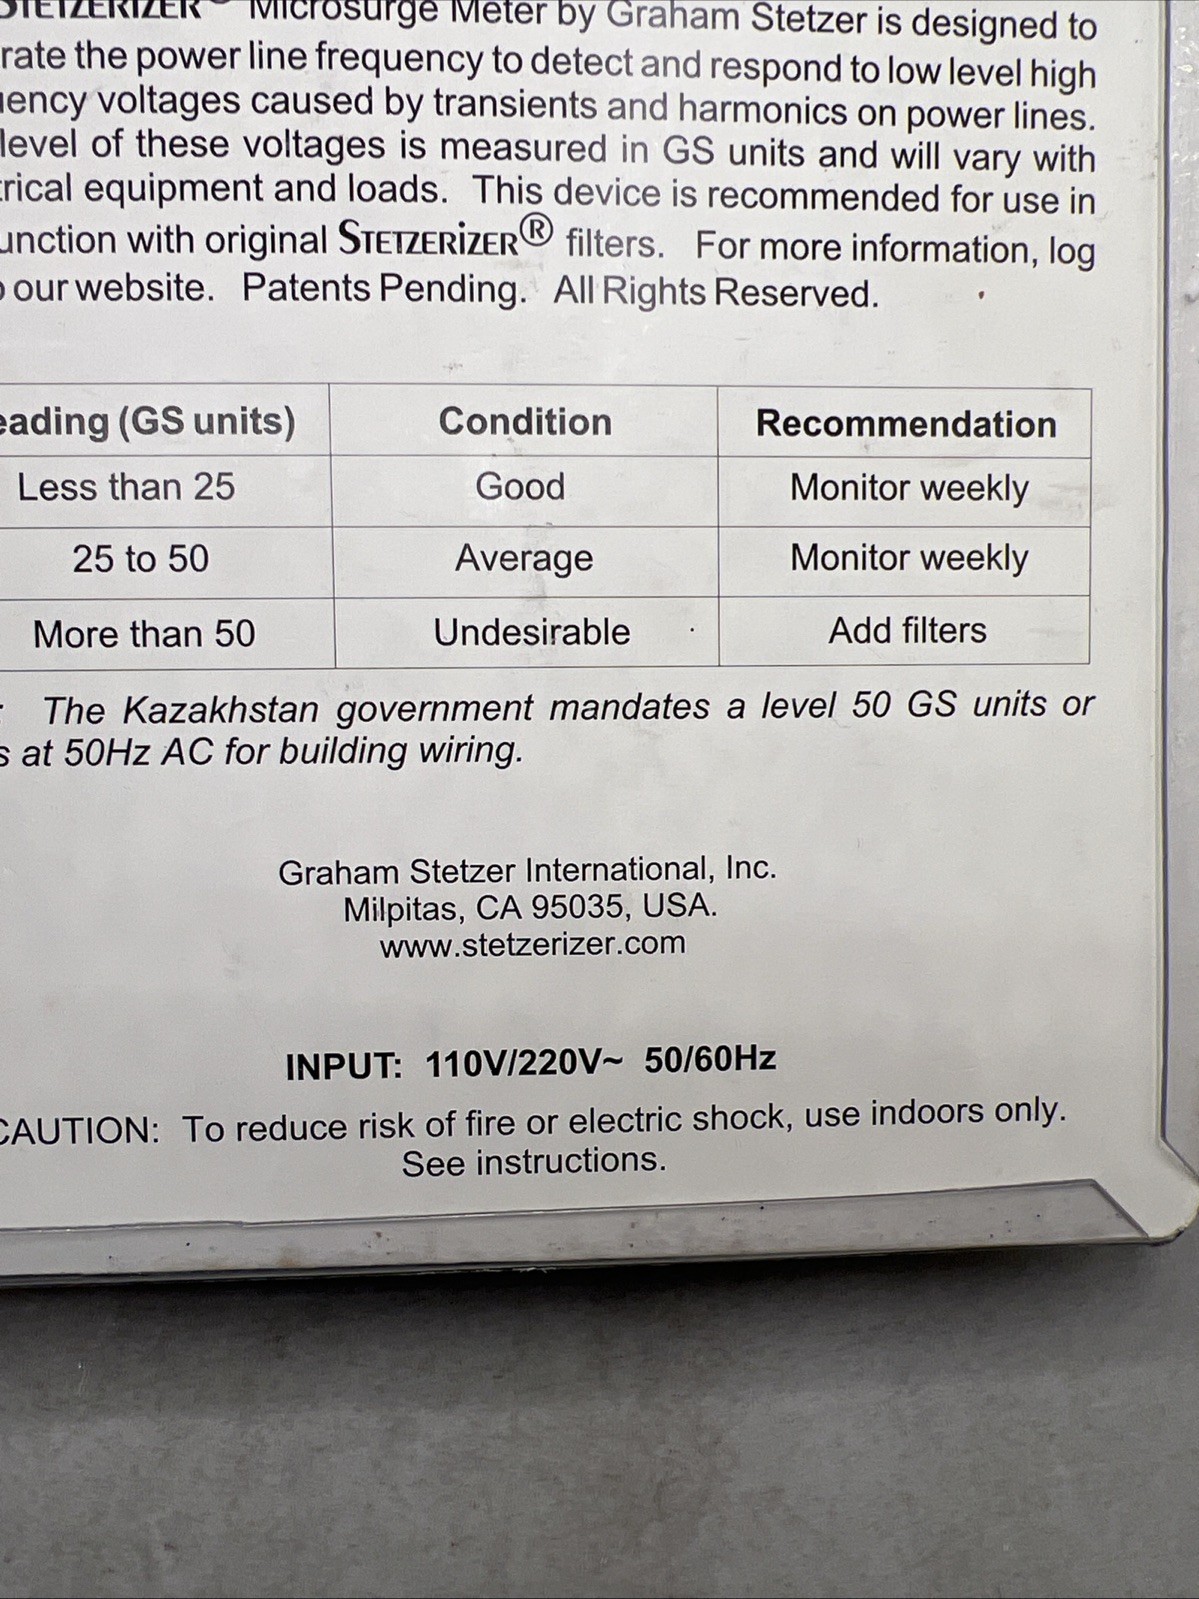 STETZERIZER® Microsurge Meter by Graham Stetzer is designed to
rate the power line frequency to detect and respond to low level high
ency voltages caused by transients and harmonics on power lines.
level of these voltages is measured in GS units and will vary with
rical equipment and loads. This device is recommended for use in
unction with original STETZERIZER® filters. For more information, log
our website. Patents Pending. All Rights Reserved.
eading (GS units) Condition Recommendation
Less than 25 Good Monitor weekly
25 to 50 Average Monitor weekly
More than 50 Undesirable Add filters
The Kazakhstan government mandates a level 50 GS units or
s at 50Hz AC for building wiring.
Graham Stetzer International, Inc.
Milpitas, CA 95035, USA.
www.stetzerizer.com
INPUT: 110V/220V~ 50/60Hz
CAUTION: To reduce risk of fire or electric shock, use indoors only.
See instructions.